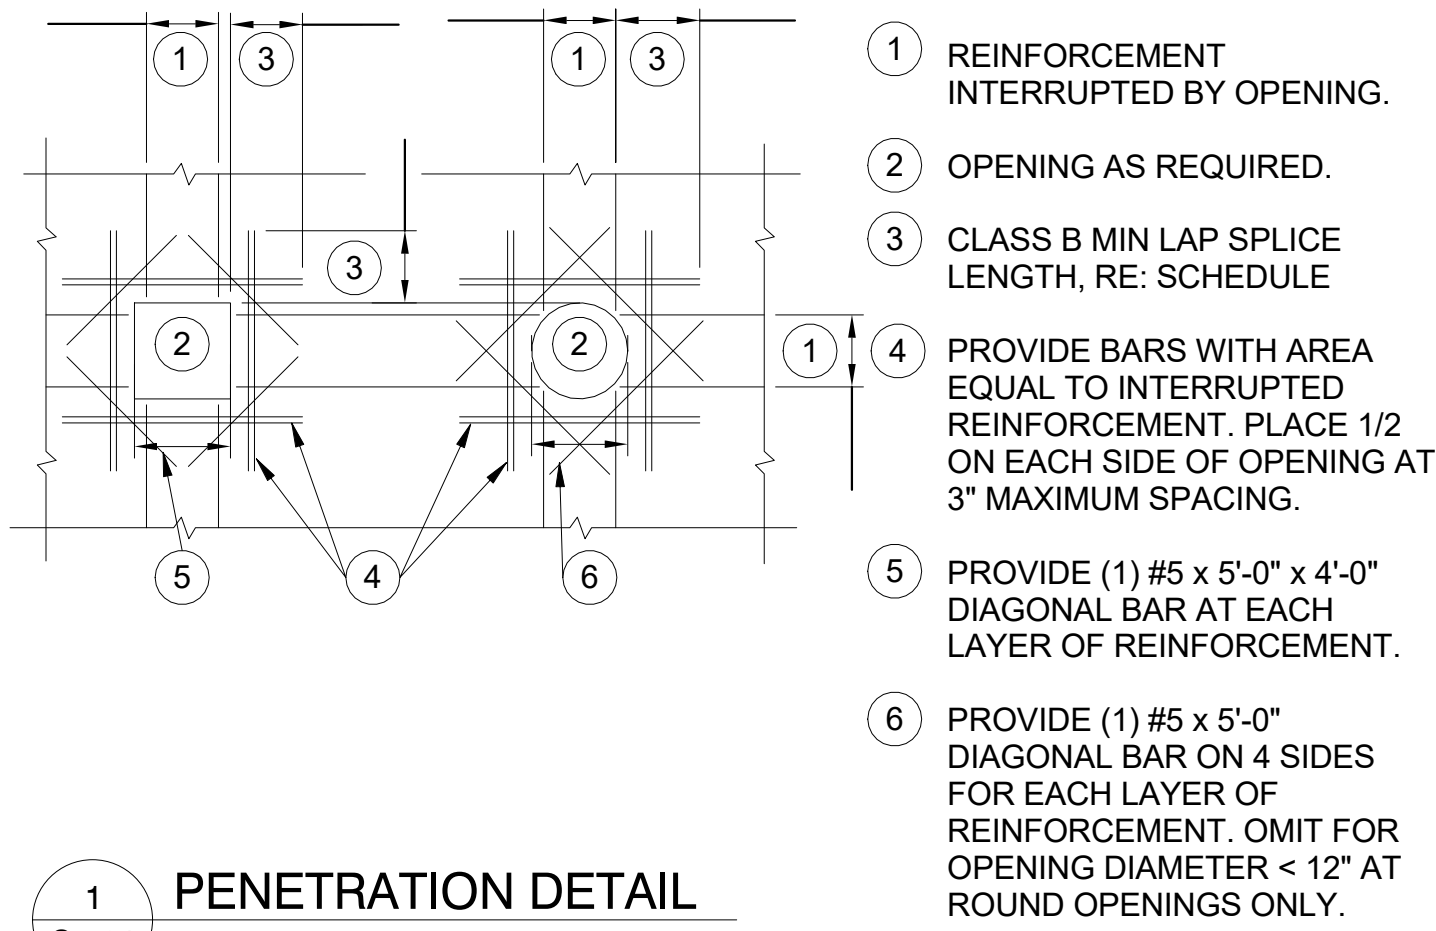 1 3 1 3
3
2 2 1
5 4 6
1 REINFORCEMENT
INTERRUPTED BY OPENING.
2 OPENING AS REQUIRED.
3 CLASS B MIN LAP SPLICE
LENGTH, RE: SCHEDULE
4 PROVIDE BARS WITH AREA
EQUAL TO INTERRUPTED
REINFORCEMENT. PLACE 1/2
ON EACH SIDE OF OPENING AT
3" MAXIMUM SPACING.
5 PROVIDE (1) #5 x 5'-0" x 4'-0"
DIAGONAL BAR AT EACH
LAYER OF REINFORCEMENT.
6 PROVIDE (1) #5 x 5'-0"
DIAGONAL BAR ON 4 SIDES
FOR EACH LAYER OF
REINFORCEMENT. OMIT FOR
OPENING DIAMETER < 12" AT
ROUND OPENINGS ONLY.
1 PENETRATION DETAIL